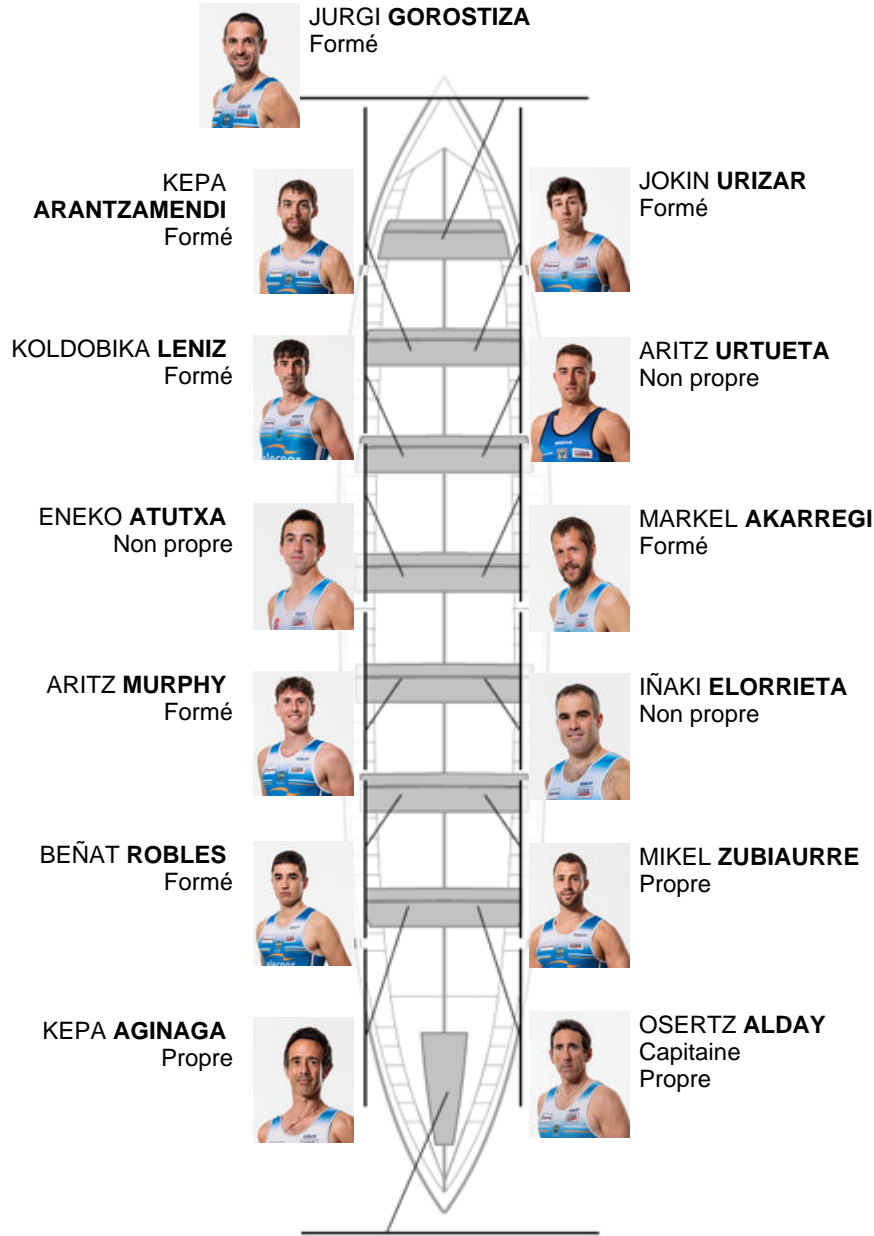 JURGI GOROSTIZA
Formé
KEPA
ARANTZAMENDI
Formé
JOKIN URIZAR
Formé
KOLDOBIKA LENIZ
Formé
ARITZ URTUETA
Non propre
ENEKO ATUTXA
Non propre
MARKEL AKARREGI
Formé
ARITZ MURPHY
Formé
IÑAKI ELORRIETA
Non propre
BEÑAT ROBLES
Formé
MIKEL ZUBIAURRE
Propre
KEPA AGINAGA
Propre
OSERTZ ALDAY
Capitaine
Propre